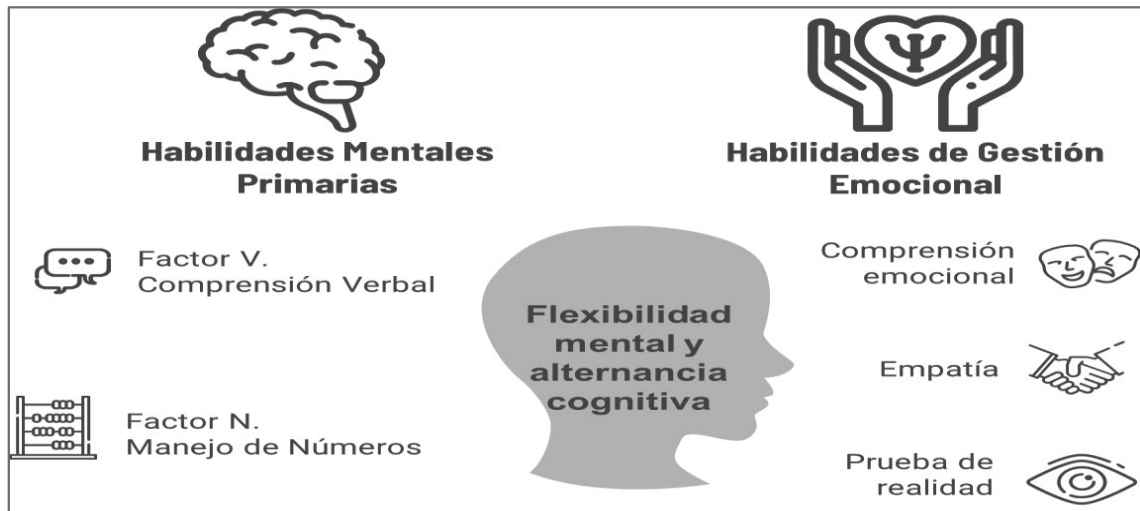 Habilidades Mentales
Primarias
Factor V.
Comprensión Verbal
Factor N.
Manejo de Números
Flexibilidad
mental y
alternancia
cognitiva
Habilidades de Gestión
Emocional
Comprensión
emocional
Empatía
Prueba de
realidad